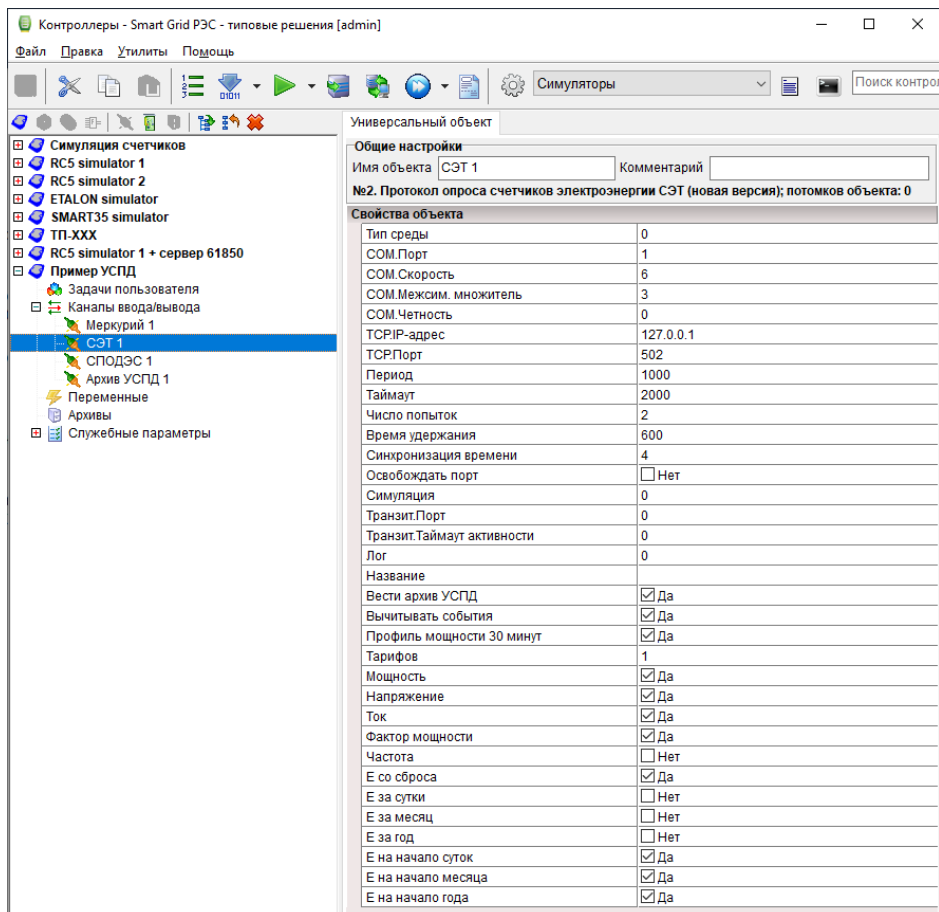 Контроллеры - Smart Grid РЭС - типовые решения [admin]
Файл Правка Утилиты Помощь
Симуляторы
Поиск контрол
Симуляция счетчиков
RC5 simulator 1
RC5 simulator 2
ETALON simulator
SMART35 simulator
ТП-XXX
RC5 simulator 1 + сервер 61850
Пример УСПД
Задачи пользователя
Каналы ввода/вывода
Меркурий 1
СЭТ 1
СПОДЭС 1
Архив УСПД 1
Переменные
Архивы
Служебные параметры
Универсальный объект
Общие настройки
Имя объекта СЭТ 1 Комментарий
№2. Протокол опроса счетчиков электроэнергии СЭТ (новая версия); потомков объекта: 0
Свойства объекта
Тип среды 0
COM.Порт 1
COM.Скорость 6
COM.Межсим. множитель 3
COM.Четность 0
TCP.IP-адрес 127.0.0.1
TCP.Порт 502
Период 1000
Таймаут 2000
Число попыток 2
Время удержания 600
Синхронизация времени 4
Освобождать порт Нет
Симуляция 0
Транзит.Порт 0
Транзит.Таймаут активности 0
Лог 0
Название
Вести архив УСПД Да
Вычитывать события Да
Профиль мощности 30 минут Да
Тарифов 1
Мощность Да
Напряжение Да
Ток Да
Фактор мощности Да
Частота Нет
Е со сброса Да
Е за сутки Нет
Е за месяц Нет
Е за год Нет
Е на начало суток Да
Е на начало месяца Да
Е на начало года Да